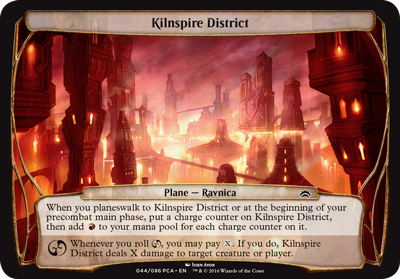 Kilnspire District
Plane — Ravnica
When you planeswalk to Kilnspire District or at the beginning of your
precombat main phase, put a charge counter on Kilnspire District,
then add to your mana pool for each charge counter on it.
Whenever you roll , you may pay X. If you do, Kilnspire
District deals X damage to target creature or player.
Iohn Avon
044/086 PCA • EN ™ & © 2016 Wizards of the Coast